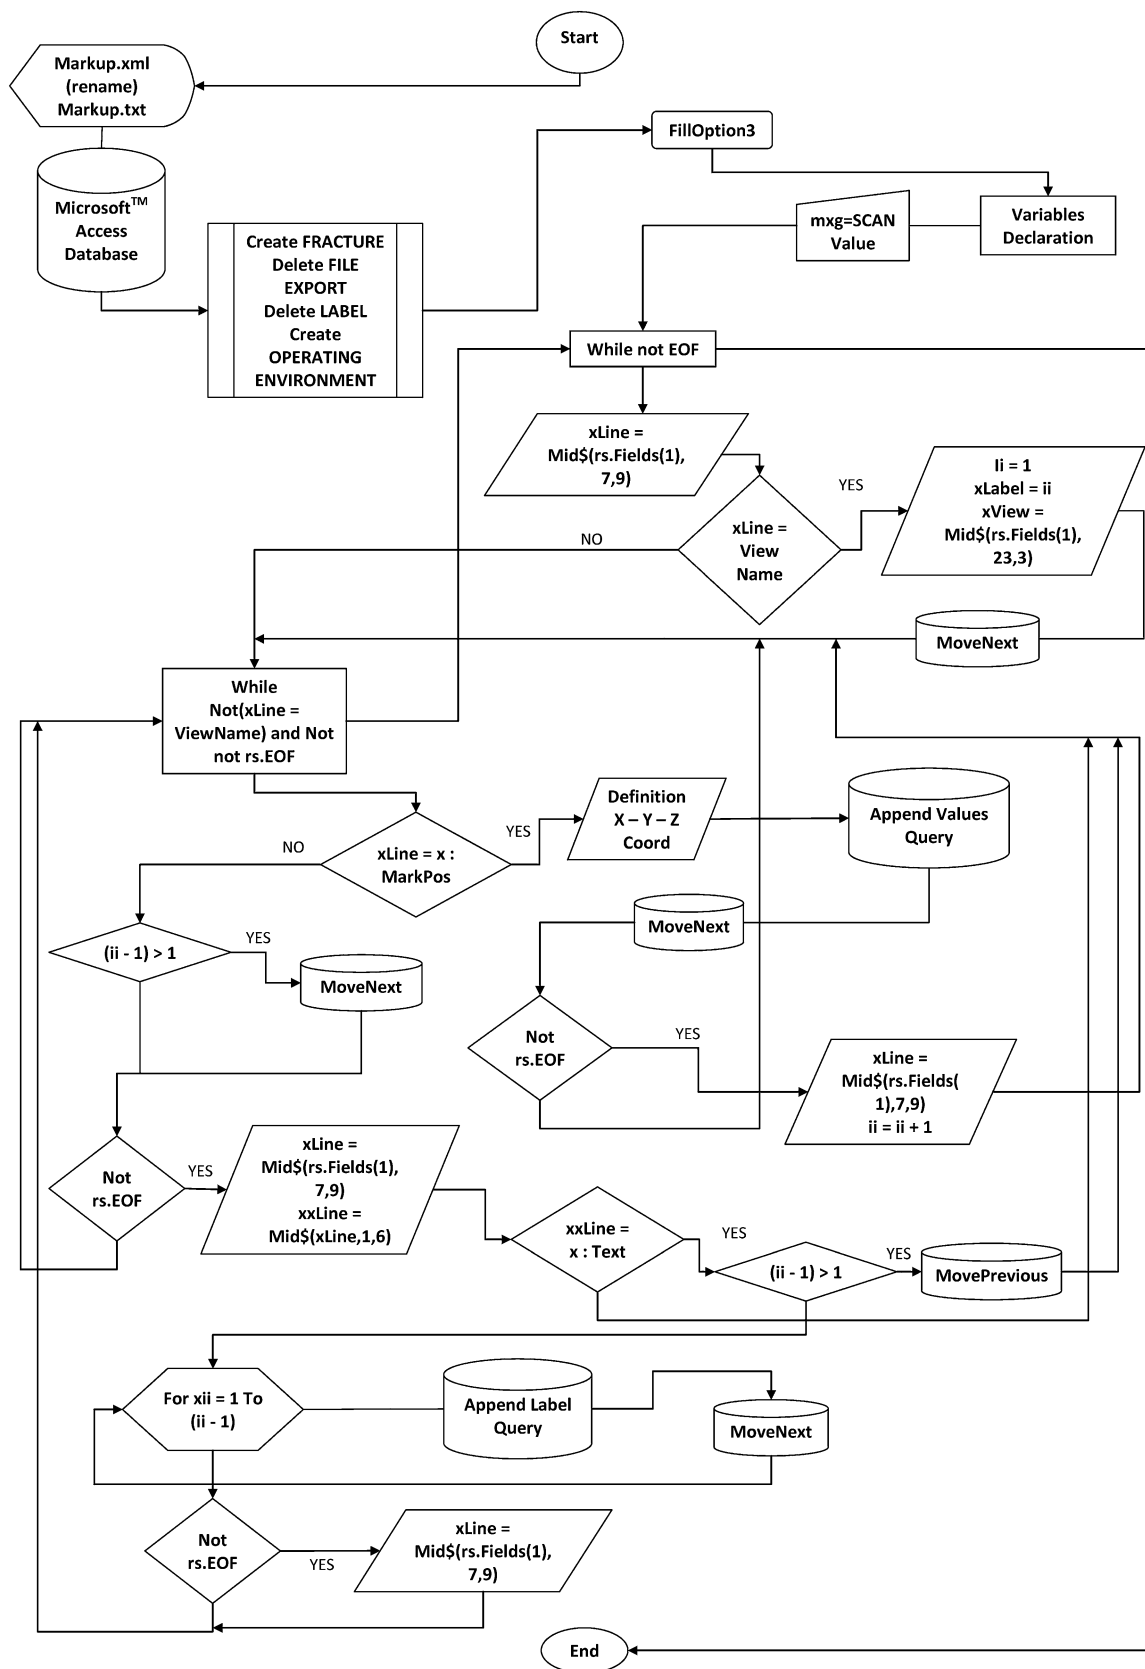 Start
Markup.xml
(rename)
Markup.txt
FillOption3
Microsoft™
Access
Database
mxg=SCAN
Value
Variables
Declaration
Create FRACTURE
Delete FILE
EXPORT
Delete LABEL
Create
OPERATING
ENVIRONMENT
While not EOF
xLine =
Mid$(rs.Fields(1),
7,9)
YES
Ii = 1
xLabel = ii
xView =
Mid$(rs.Fields(1),
23,3)
NO
xLine =
View
Name
MoveNext
While
Not(xLine =
ViewName) and Not
not rs.EOF
Definition
X – Y – Z
Coord
Append Values
Query
YES
NO
xLine = x :
MarkPos
MoveNext
(ii - 1) > 1
YES
MoveNext
Not
rs.EOF
YES
xLine =
Mid$(rs.Fields(
1),7,9)
ii = ii + 1
Not
rs.EOF
YES
xLine =
Mid$(rs.Fields(1),
7,9)
xxLine =
Mid$(xLine,1,6)
xxLine =
x : Text
YES
(ii - 1) > 1
YES
MovePrevious
For xii = 1 To
(ii - 1)
Append Label
Query
MoveNext
Not
rs.EOF
YES
xLine =
Mid$(rs.Fields(1),
7,9)
End